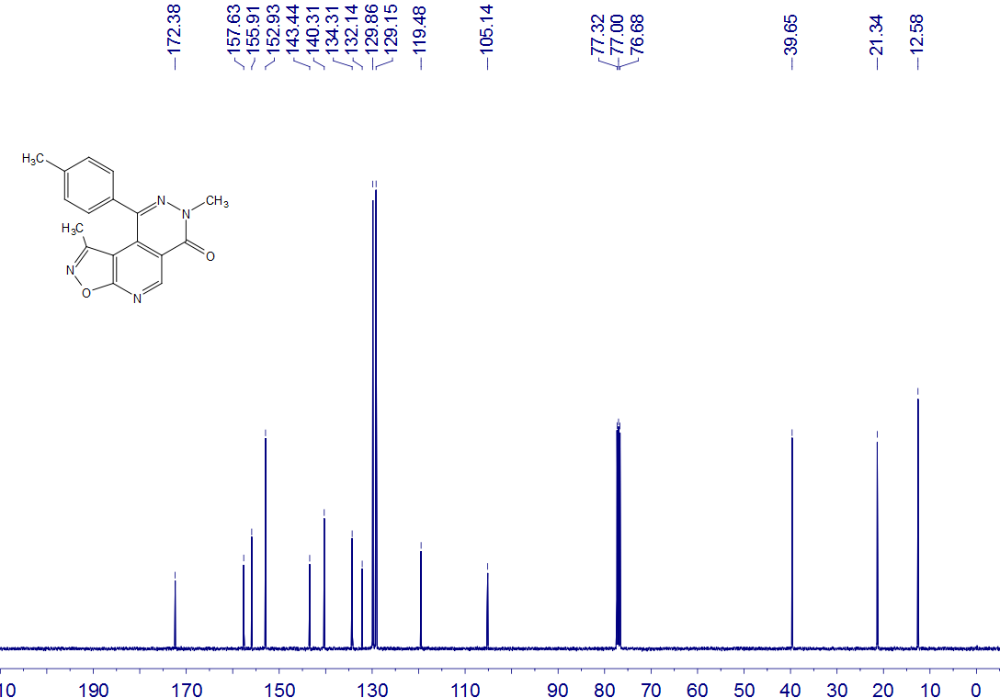 172.38
157.63
155.91
152.93
143.44
140.31
134.31
132.14
129.86
129.15
119.48
105.14
77.32
77.00
76.68
39.65
21.34
12.58
H₃C
N
CH₃
N
H₃C
O
N
O
N
10 190 170 150 130 110 90 80 70 60 50 40 30 20 10 0